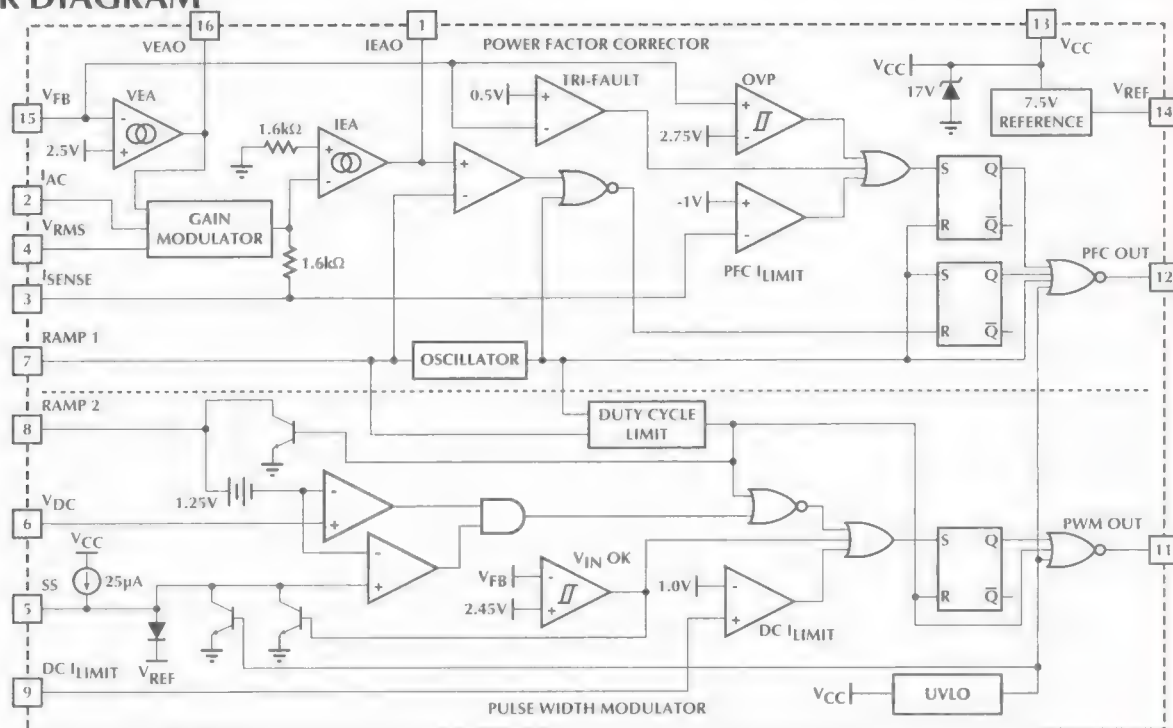 R DIAGRAM
16
1
13
VEAO
IEAO
POWER FACTOR CORRECTOR
VCC
VFB
15
VEA
-
+
2.5V
1.6kΩ
IEA
+
-
0.5V
TRI-FAULT
+
-
OVP
+
-
2.75V
VCC
17V
7.5V
REFERENCE
VREF
14
IAC
2
VRMS
4
GAIN
MODULATOR
1.6kΩ
+
-
-1V
+
-
PFC ILIMIT
S Q
R Q
S Q
R Q
PFC OUT
12
ISENSE
3
RAMP 1
7
OSCILLATOR
RAMP 2
8
DUTY CYCLE
LIMIT
1.25V
-
+
VDC
6
VCC
25μA
SS
5
-
+
VREF
VIN OK
VFB
-
2.45V
+
1.0V
-
+
DC ILIMIT
S Q
R Q
PWM OUT
11
DC ILIMIT
9
PULSE WIDTH MODULATOR
VCC
UVLO